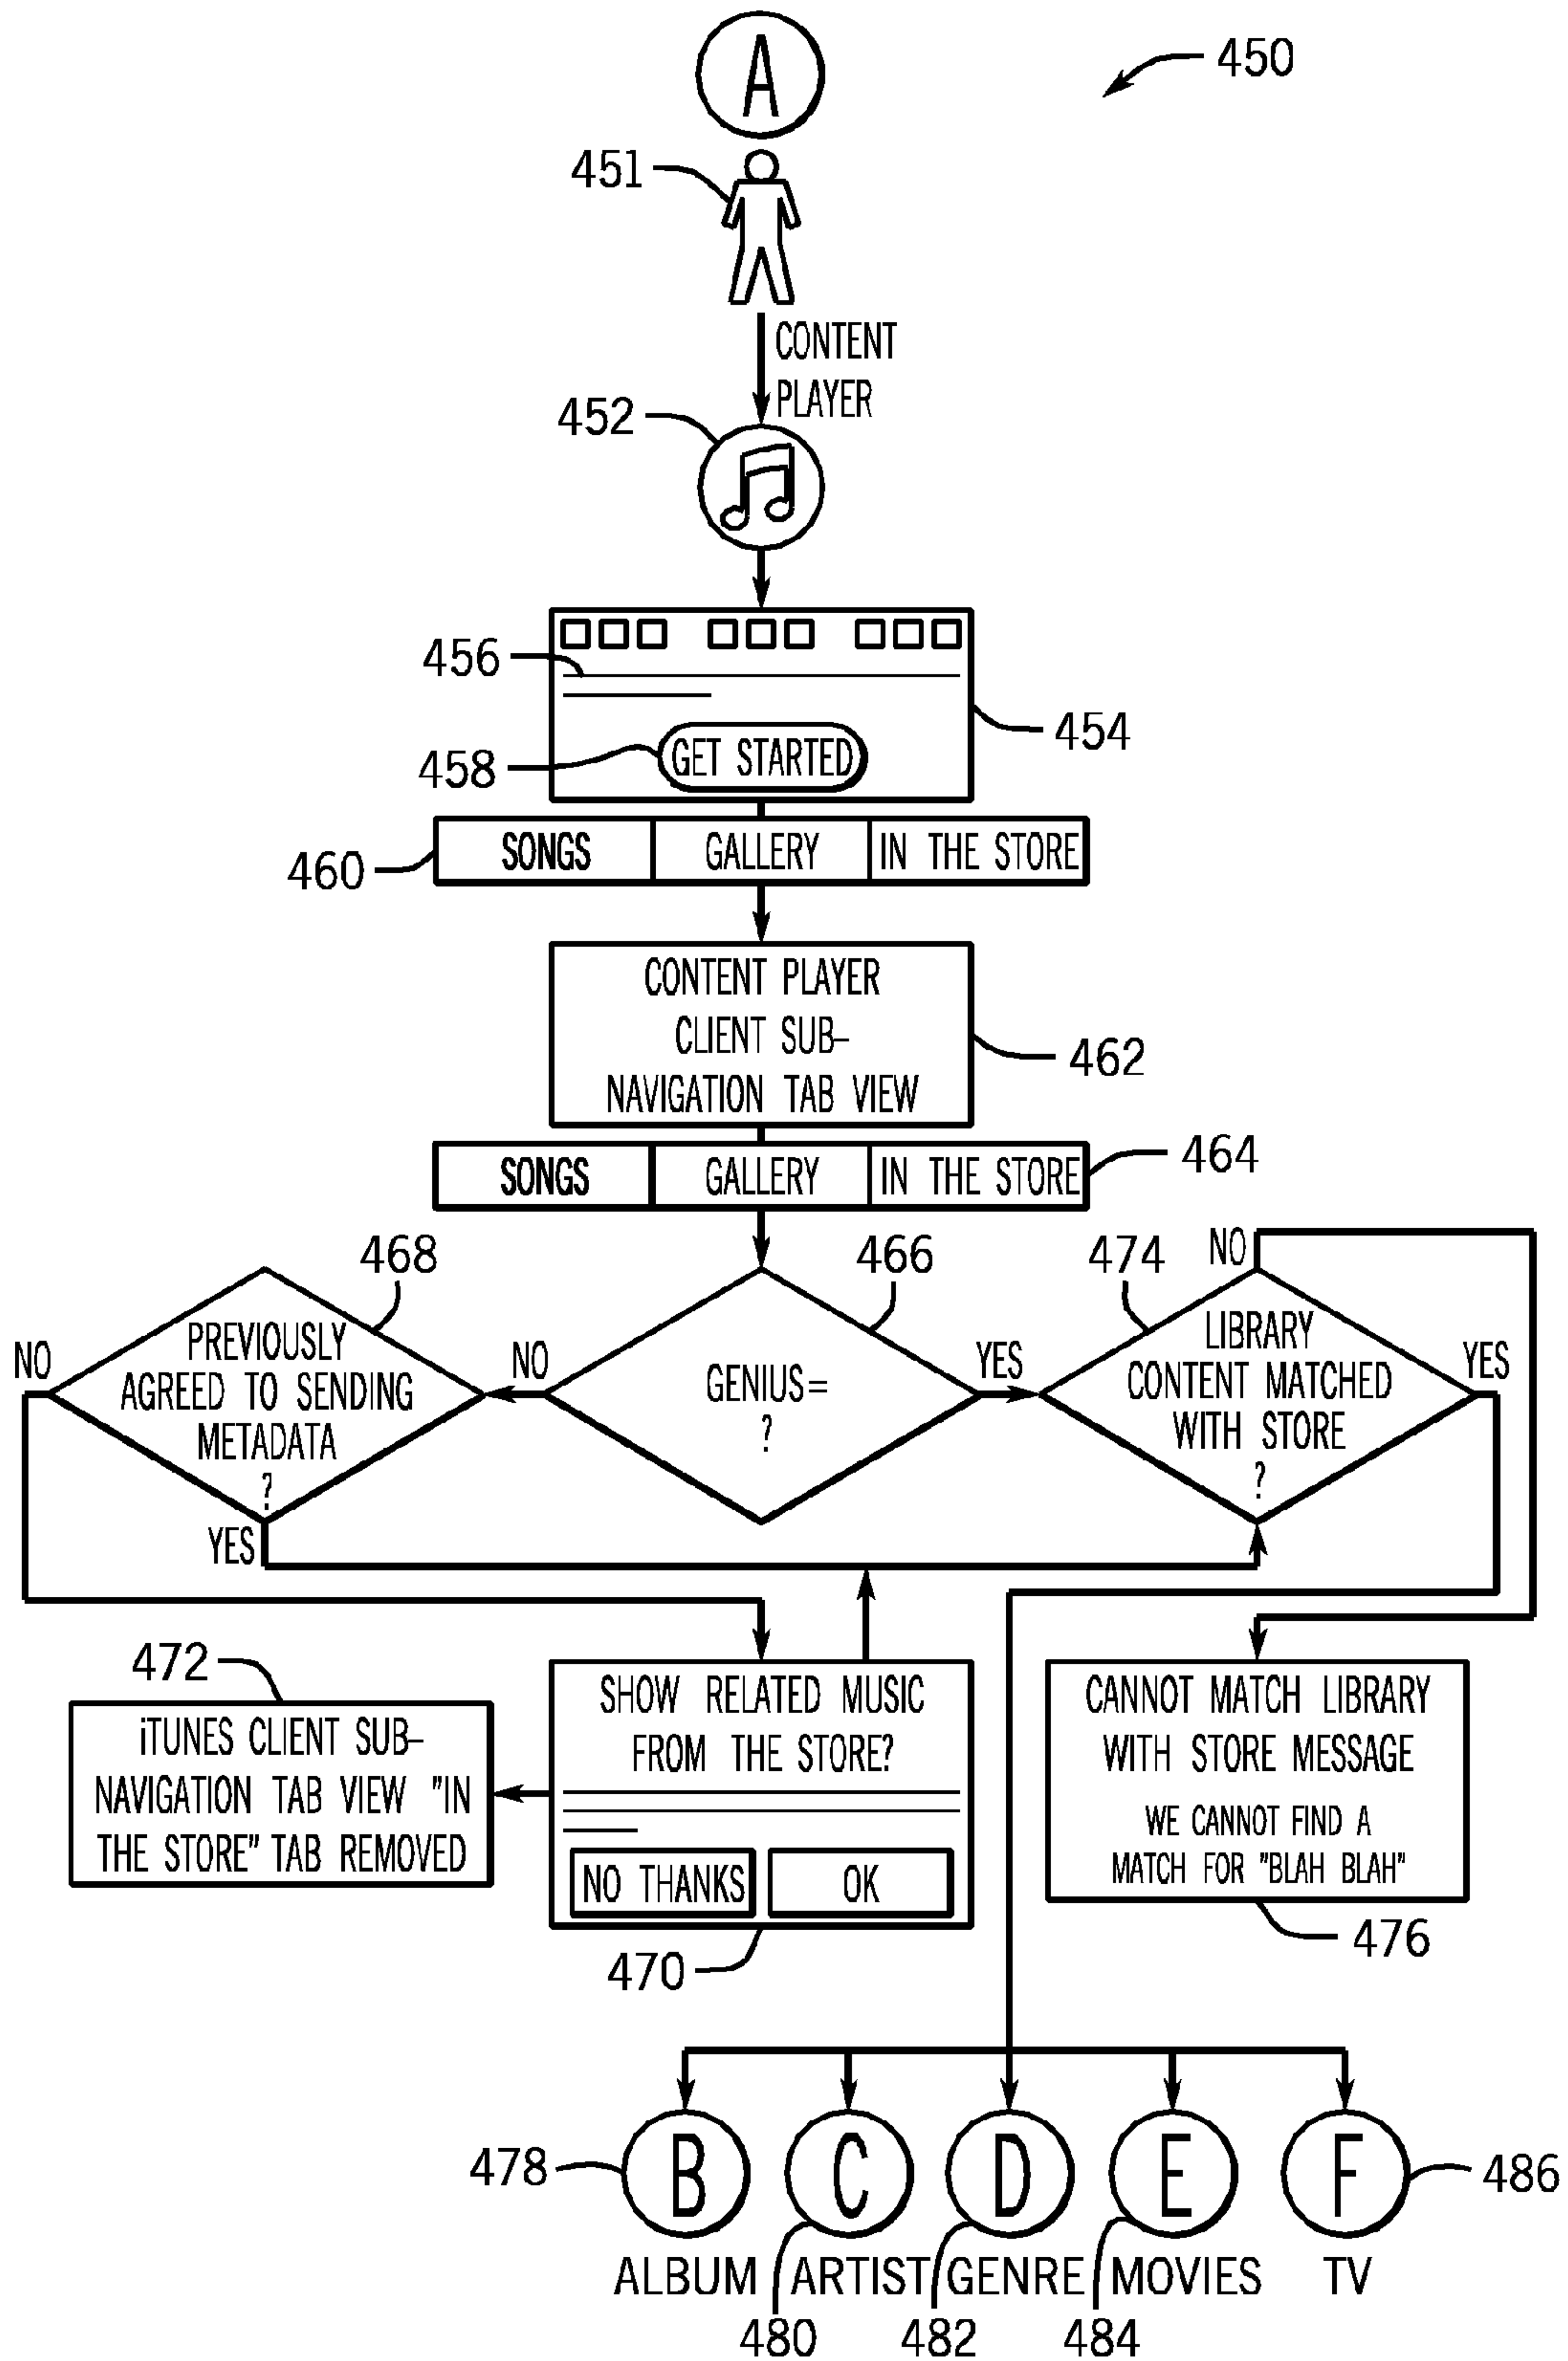 A
450
451
CONTENT
PLAYER
452
456
454
458
GET STARTED
460
SONGS GALLERY IN THE STORE
CONTENT PLAYER
CLIENT SUB-
NAVIGATION TAB VIEW
462
SONGS GALLERY IN THE STORE
464
468
466
474
NO
NO
PREVIOUSLY
AGREED TO SENDING
METADATA
?
YES
NO
GENIUS=
?
YES
LIBRARY
CONTENT MATCHED
WITH STORE
?
YES
472
iTUNES CLIENT SUB-
NAVIGATION TAB VIEW "IN
THE STORE" TAB REMOVED
SHOW RELATED MUSIC
FROM THE STORE?
NO THANKS OK
470
CANNOT MATCH LIBRARY
WITH STORE MESSAGE
WE CANNOT FIND A
MATCH FOR "BLAH BLAH"
476
478
B C D E F
486
ALBUM ARTIST GENRE MOVIES TV
480 482 484